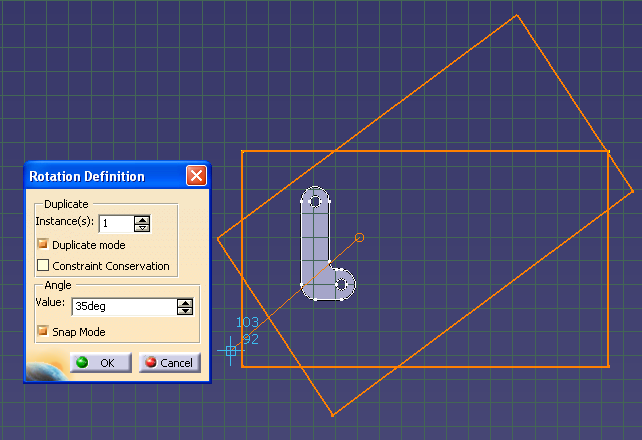 Rotation Definition
Duplicate
Instance(s): 1
Duplicate mode
Constraint Conservation
Angle
Value: 35deg
Snap Mode
OK Cancel
103
92